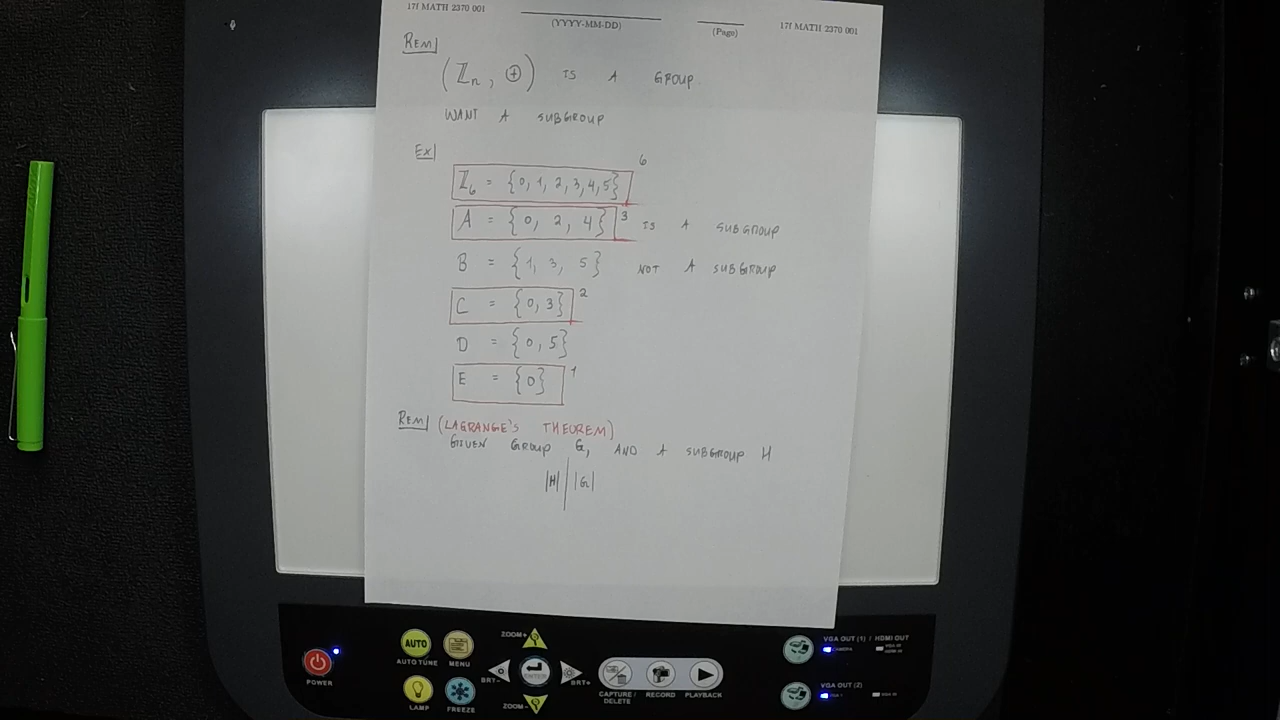 17f MATH 2370 001
(YYYY-MM-DD)
(Page)
17f MATH 2370 001
REM
(ℤn, ⊕) IS A GROUP.
WANT A SUBGROUP
EX
ℤ6 = {0, 1, 2, 3, 4, 5} 6
A = {0, 2, 4} 3 IS A SUBGROUP
B = {1, 3, 5} NOT A SUBGROUP
C = {0, 3} 2
D = {0, 5}
E = {0} 1
REM (LAGRANGE'S THEOREM)
GIVEN GROUP G, AND A SUBGROUP H
|H| | |G|
POWER
AUTO
AUTO TUNE
MENU
LAMP
FREEZE
ZOOM+
BRT-
ENTER
BRT+
ZOOM-
CAPTURE / DELETE
RECORD
PLAYBACK
VGA OUT (1) / HDMI OUT
CAMERA
VGA OUT (2)